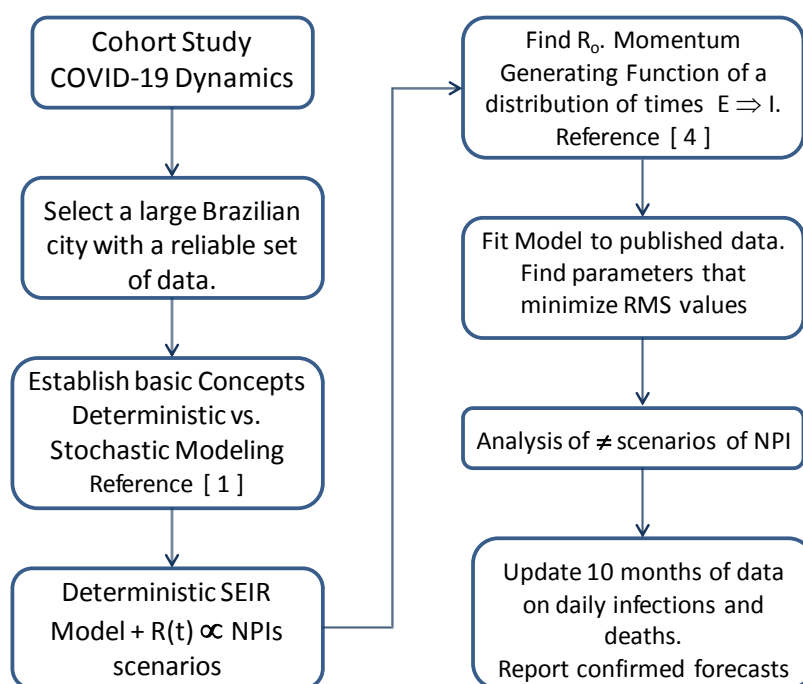 Cohort Study
COVID-19 Dynamics
Select a large Brazilian
city with a reliable set
of data.
Establish basic Concepts
Deterministic vs.
Stochastic Modeling
Reference [ 1 ]
Deterministic SEIR
Model + R(t) ∝ NPIs
scenarios
Find Rₒ. Momentum
Generating Function of a
distribution of times E ⇒ I.
Reference [ 4 ]
Fit Model to published data.
Find parameters that
minimize RMS values
Analysis of ≠ scenarios of NPI
Update 10 months of data
on daily infections and
deaths.
Report confirmed forecasts